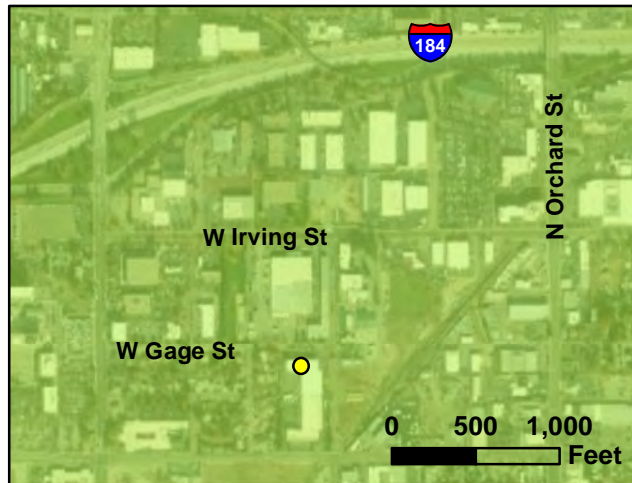 184
N Orchard St
W Irving St
W Gage St
0 500 1,000
Feet